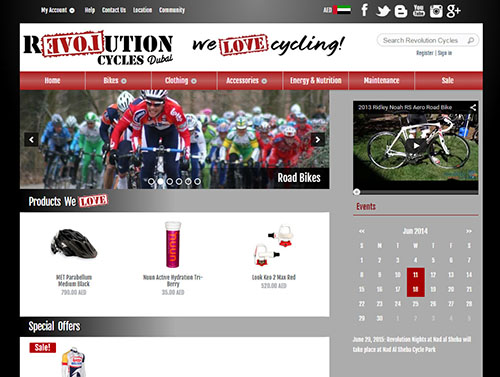 My Account Help Contact Us Location Community AED
REVOLUTION
CYCLES Dubai
we LOVE cycling!
Search Revolution Cycles
Register | Sign in
Home Bikes Clothing Accessories Energy & Nutrition Maintenance Sale
2013 Ridley Noah RS Aero Road Bike
Road Bikes
Products We LOVE
Events
<< Jun 2014 >>
S M T W T F S
1 2 3 4 5 6 7
8 9 10 11 12 13 14
15 16 17 18 19 20 21
22 23 24 25 26 27 28
29 30
MET Parabellum
Medium Black
790.00 AED
Nuun Active Hydration Tri-
Berry
35.00 AED
Look Keo 2 Max Red
520.00 AED
Special Offers
Sale!
June 20, 2015: Revolution Nights at Nad al Sheba will
take place at Nad Al Sheba Cycle Park